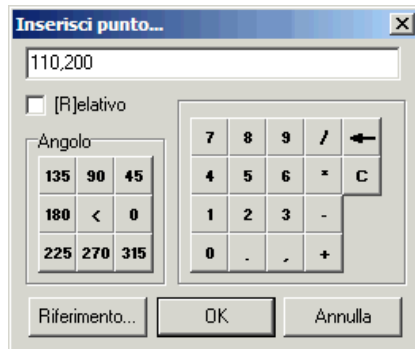 Inserisci punto...
110,200
[R]elativo
Angolo
135 90 45
180 < 0
225 270 315
7 8 9 /
4 5 6 * C
1 2 3 -
0 . , +
Riferimento... OK Annulla